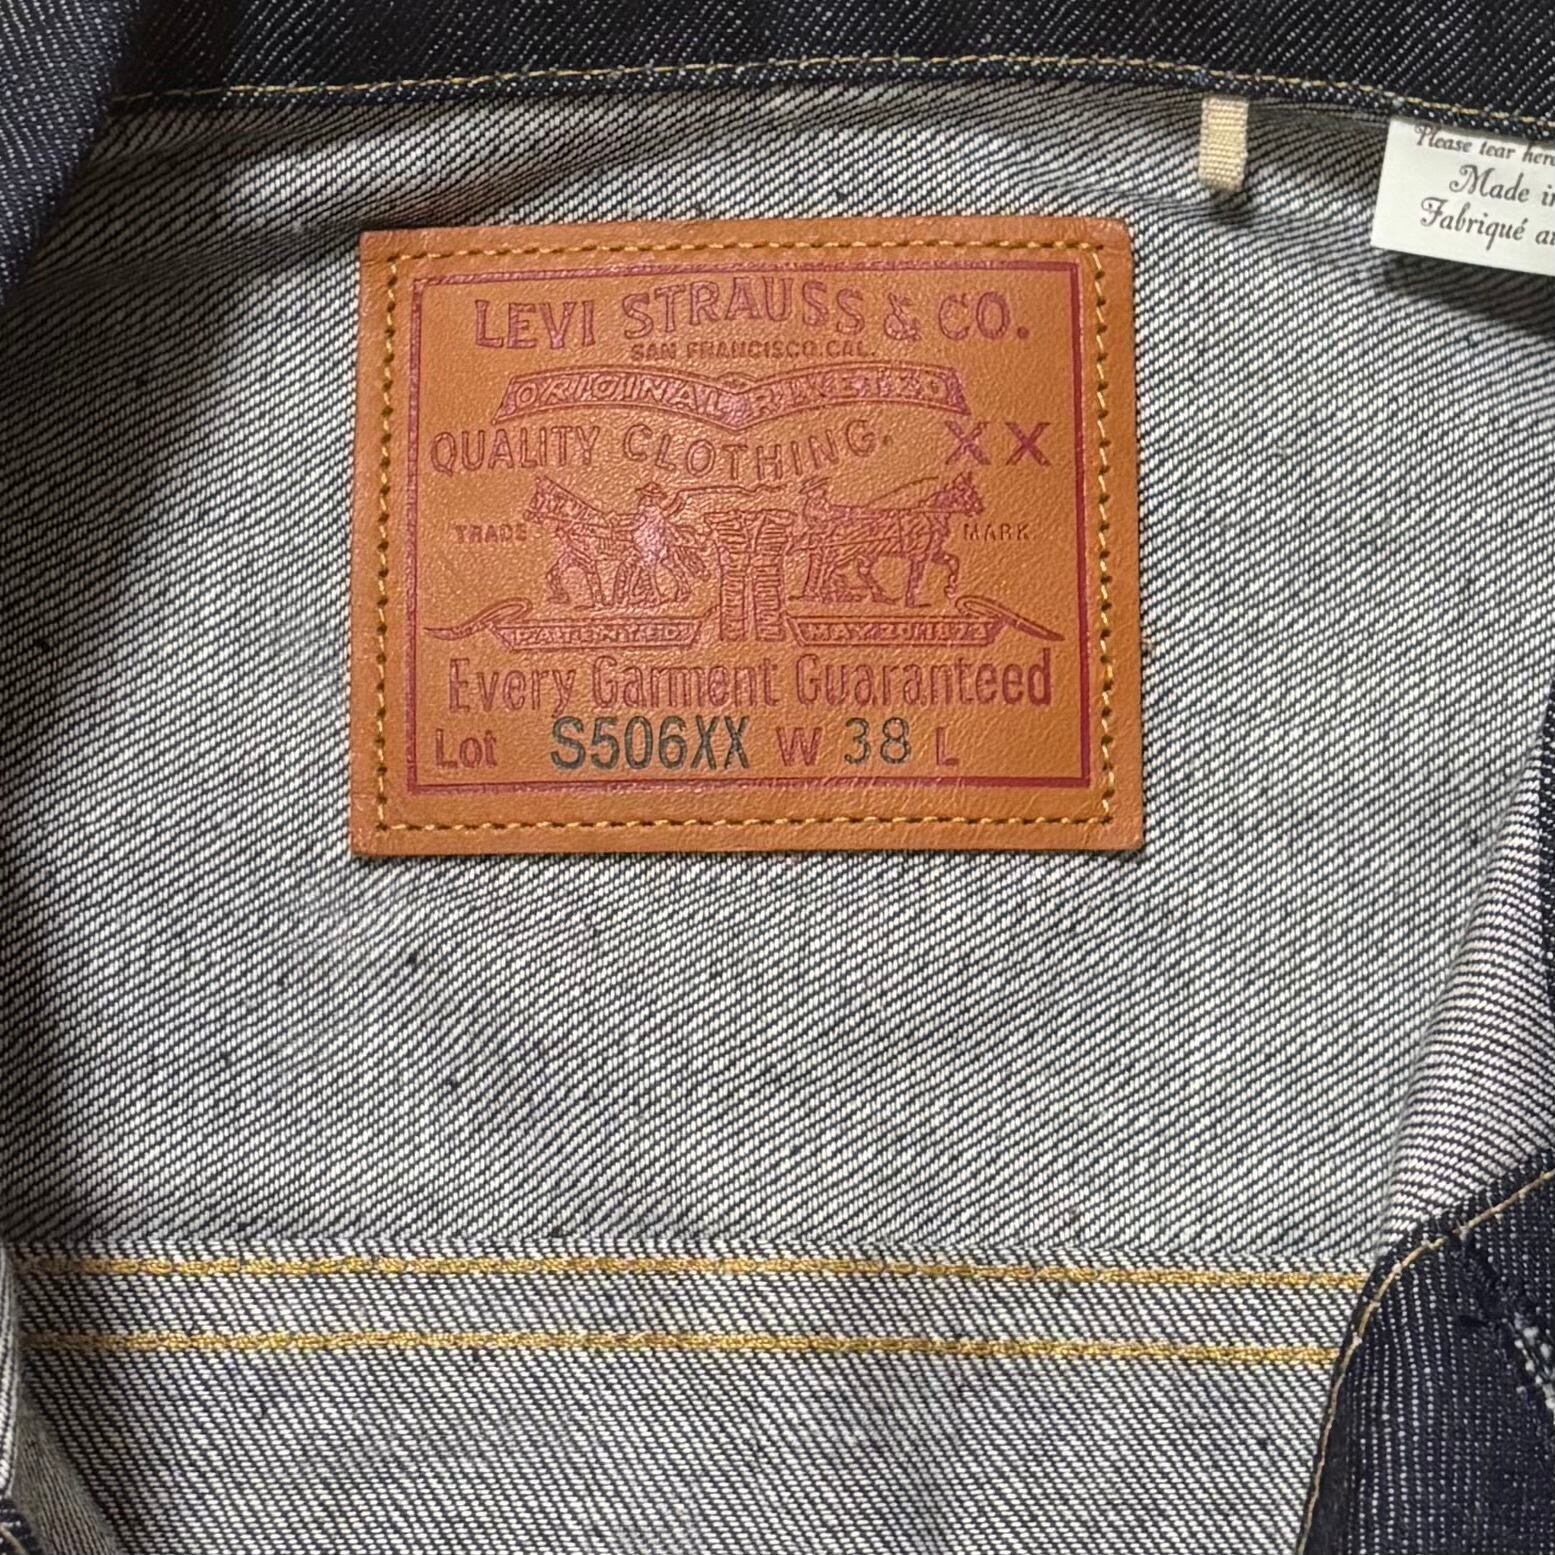 Please tear here
Made in
Fabriqué au
LEVI STRAUSS & CO.
SAN FRANCISCO CAL.
ORIGINAL RIVETED
QUALITY CLOTHING. XX
TRADE MARK
PATENTED MAY 20 1873
Every Garment Guaranteed
Lot S506XX W 38 L